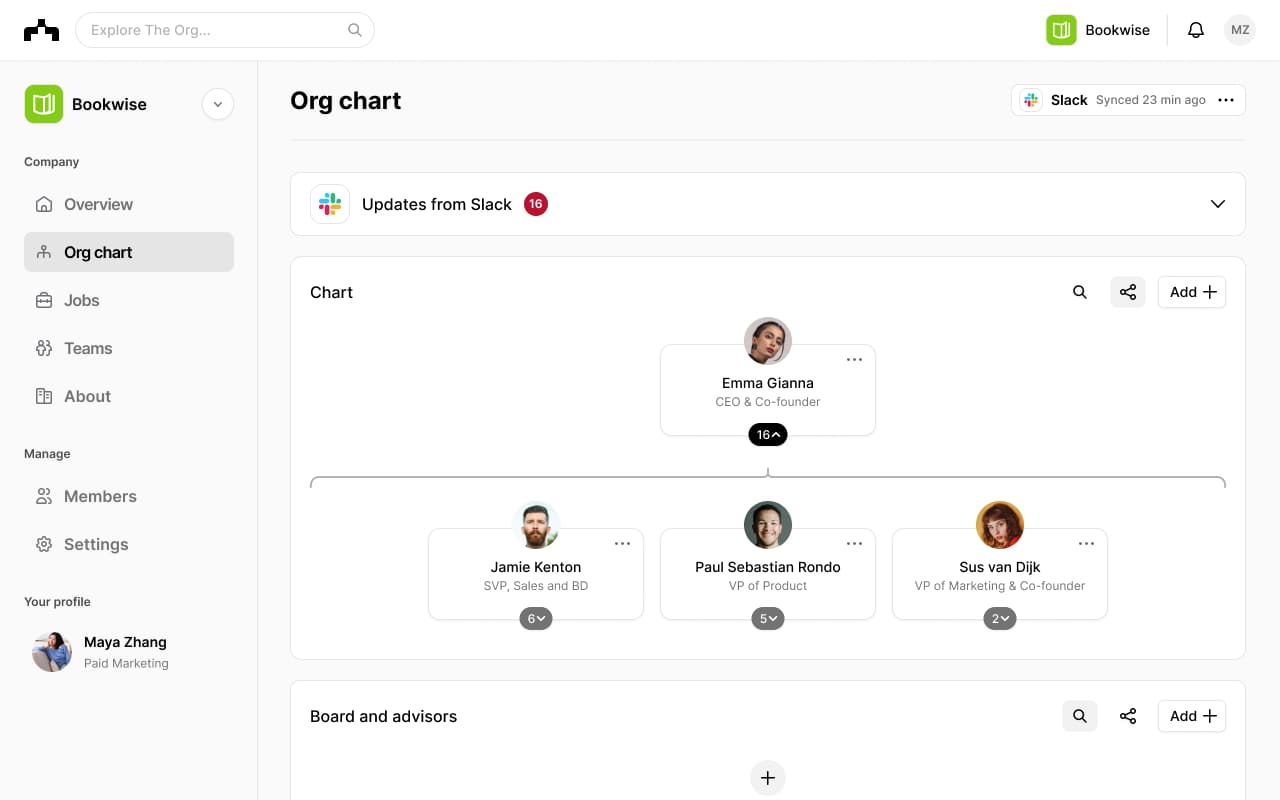 Explore The Org...
Bookwise
MZ
Bookwise
Company
Overview
Org chart
Jobs
Teams
About
Manage
Members
Settings
Your profile
Maya Zhang
Paid Marketing
Org chart
Slack Synced 23 min ago
Updates from Slack 16
Chart
Add
Emma Gianna
CEO & Co-founder
16
Jamie Kenton
SVP, Sales and BD
6
Paul Sebastian Rondo
VP of Product
5
Sus van Dijk
VP of Marketing & Co-founder
2
Board and advisors
Add